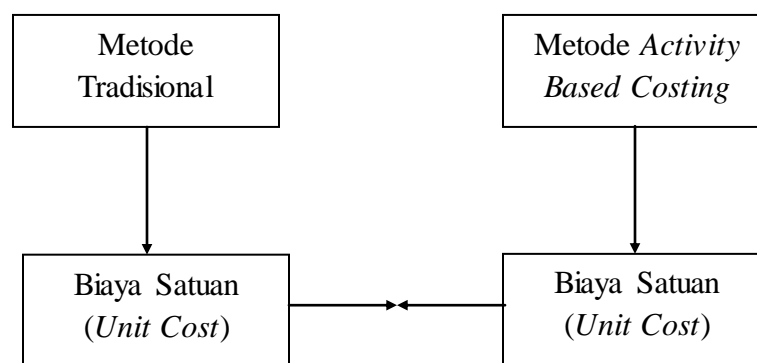 Metode
Tradisional
Metode Activity
Based Costing
Biaya Satuan
(Unit Cost)
Biaya Satuan
(Unit Cost)